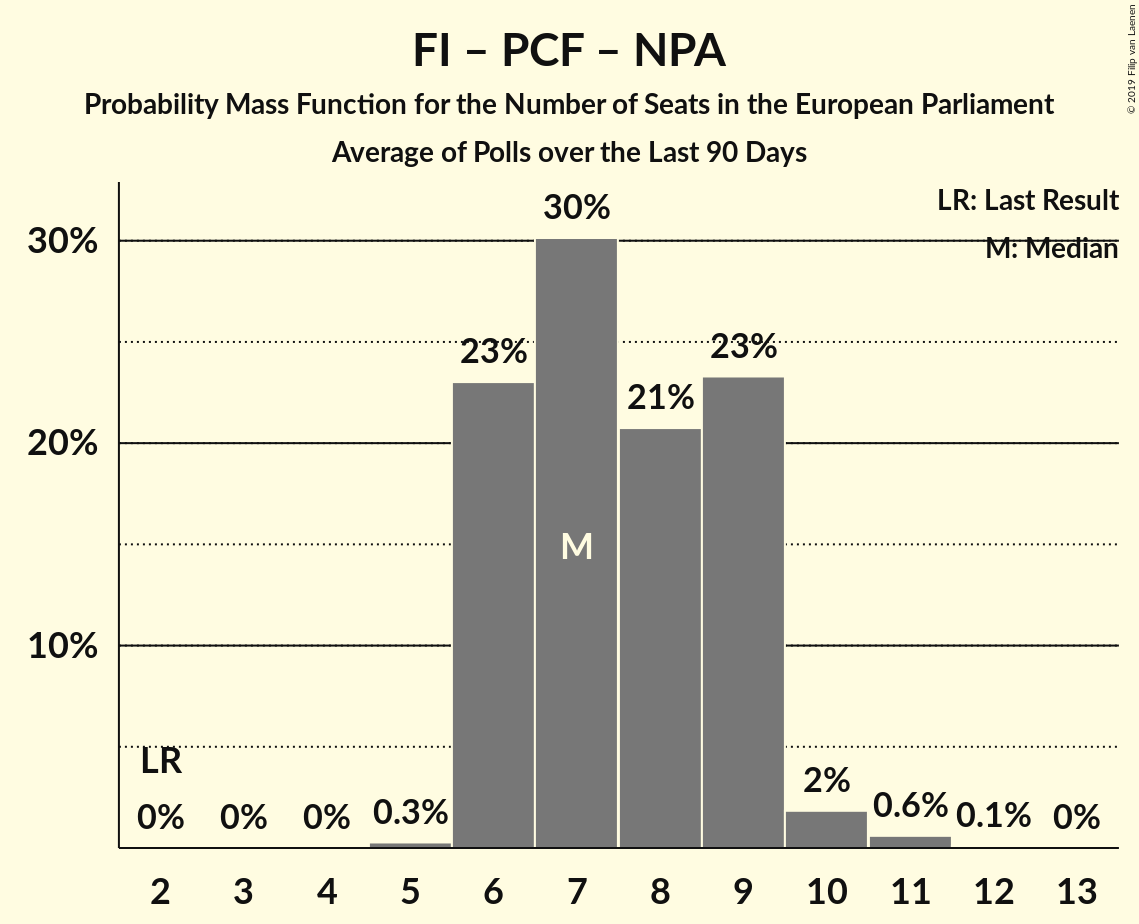 FI – PCF – NPA
Probability Mass Function for the Number of Seats in the European Parliament
Average of Polls over the Last 90 Days
© 2019 Filip van Laenen
LR: Last Result
M: Median
30%
20%
10%
LR
0%
0%
0%
0.3%
23%
30%
21%
23%
2%
0.6%
0.1%
0%
M
2 3 4 5 6 7 8 9 10 11 12 13